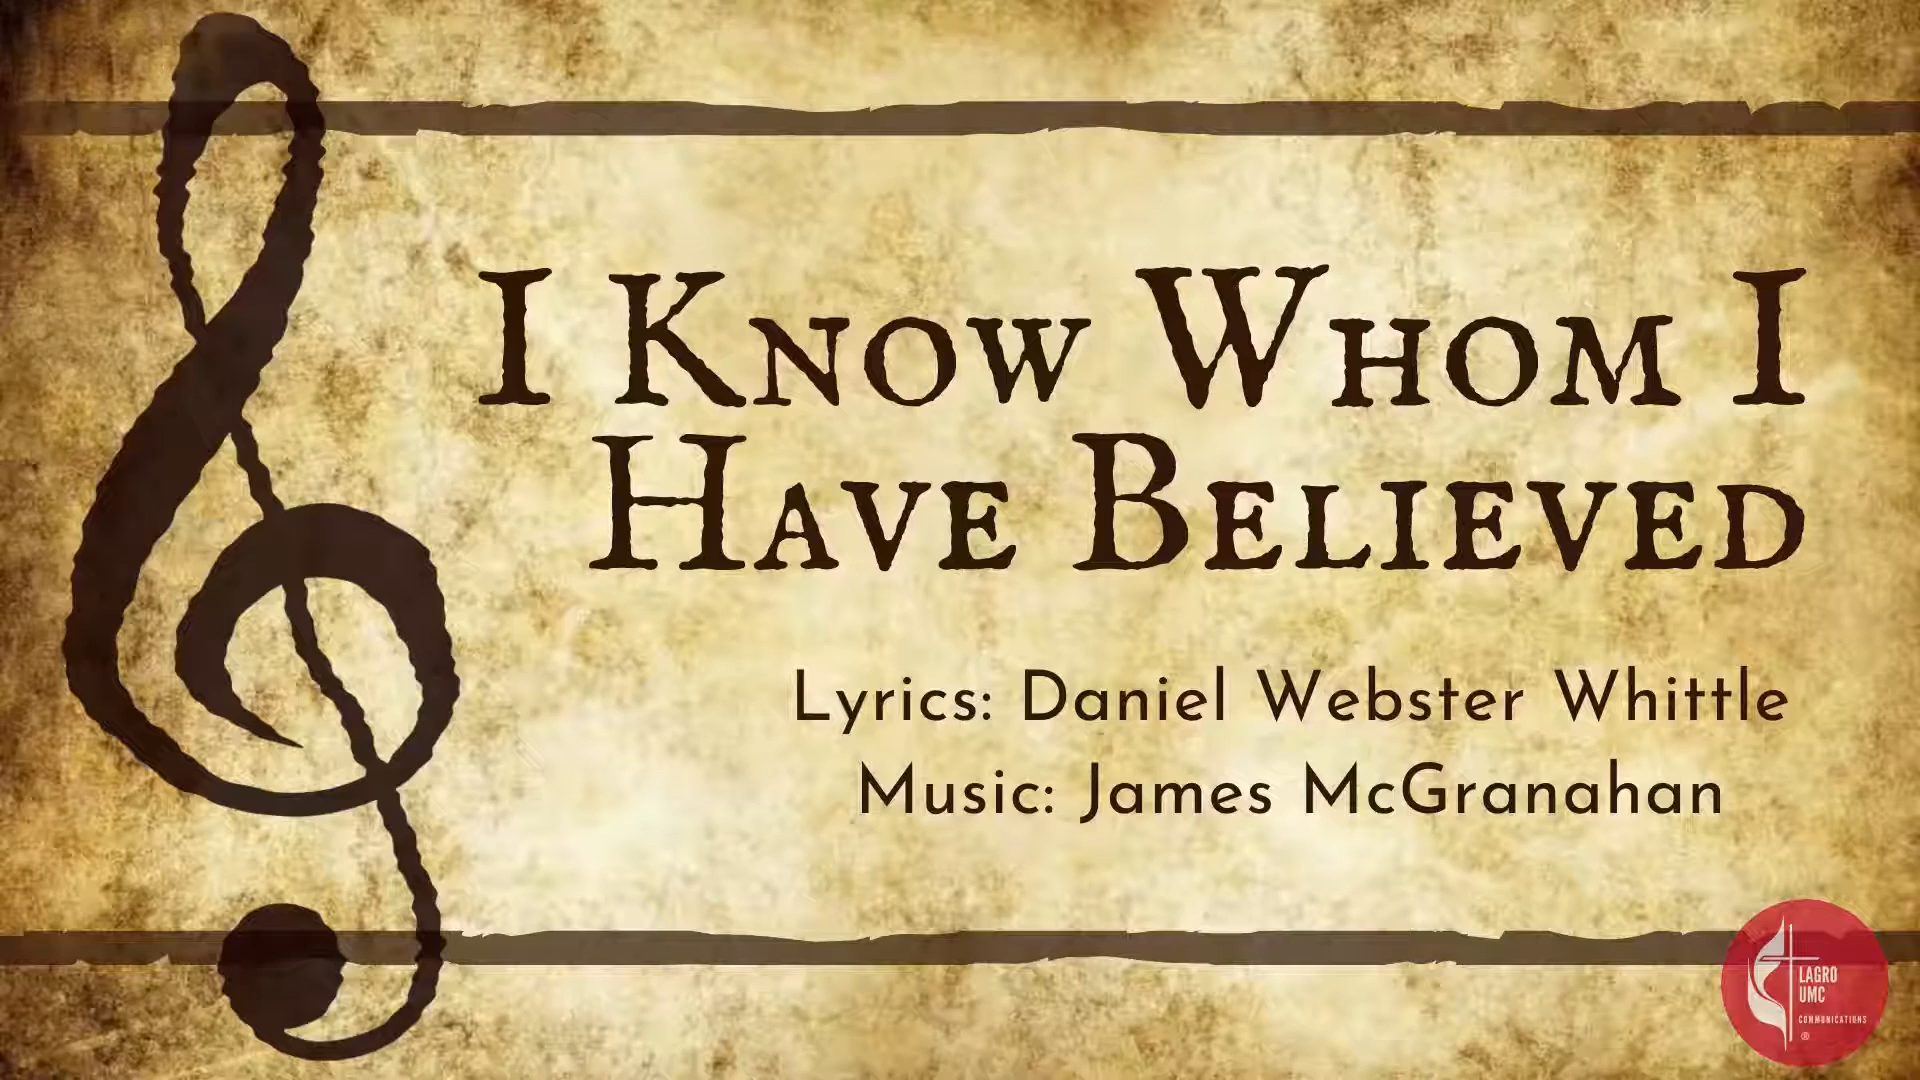 I Know Whom I
Have Believed
Lyrics: Daniel Webster Whittle
Music: James McGranahan
LAGRO
UMC
COMMUNICATIONS
®